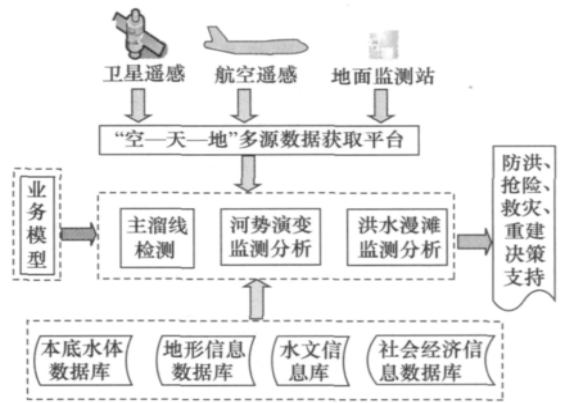 卫星遥感
航空遥感
地面监测站
“空—天—地”多源数据获取平台
业务模型
主溜线
检测
河势演变
监测分析
洪水漫滩
监测分析
防洪、
抢险、
救灾、
重建
决策
支持
本底水体
数据库
地形信息
数据库
水文信
息库
社会经济信
息数据库